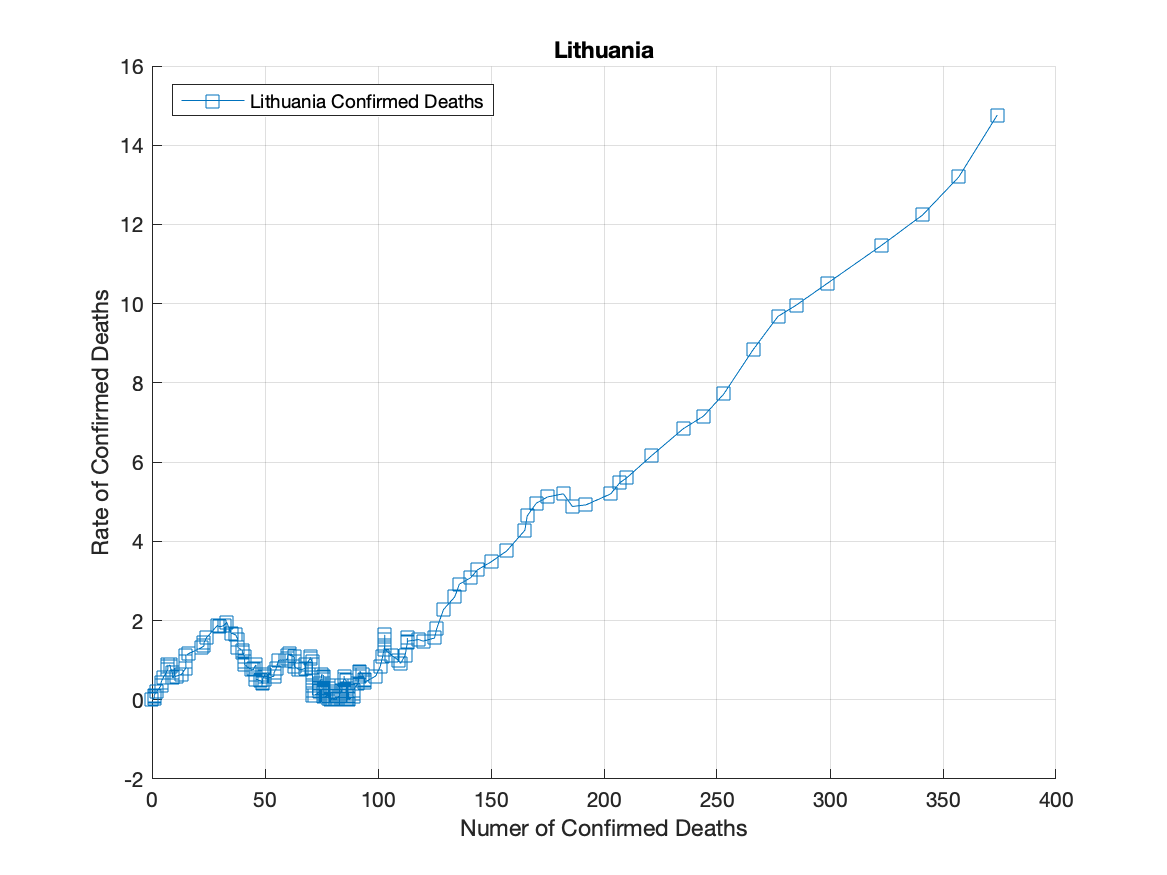 Lithuania
Lithuania Confirmed Deaths
16
14
12
10
8
6
4
2
0
-2
Rate of Confirmed Deaths
0 50 100 150 200 250 300 350 400
Numer of Confirmed Deaths